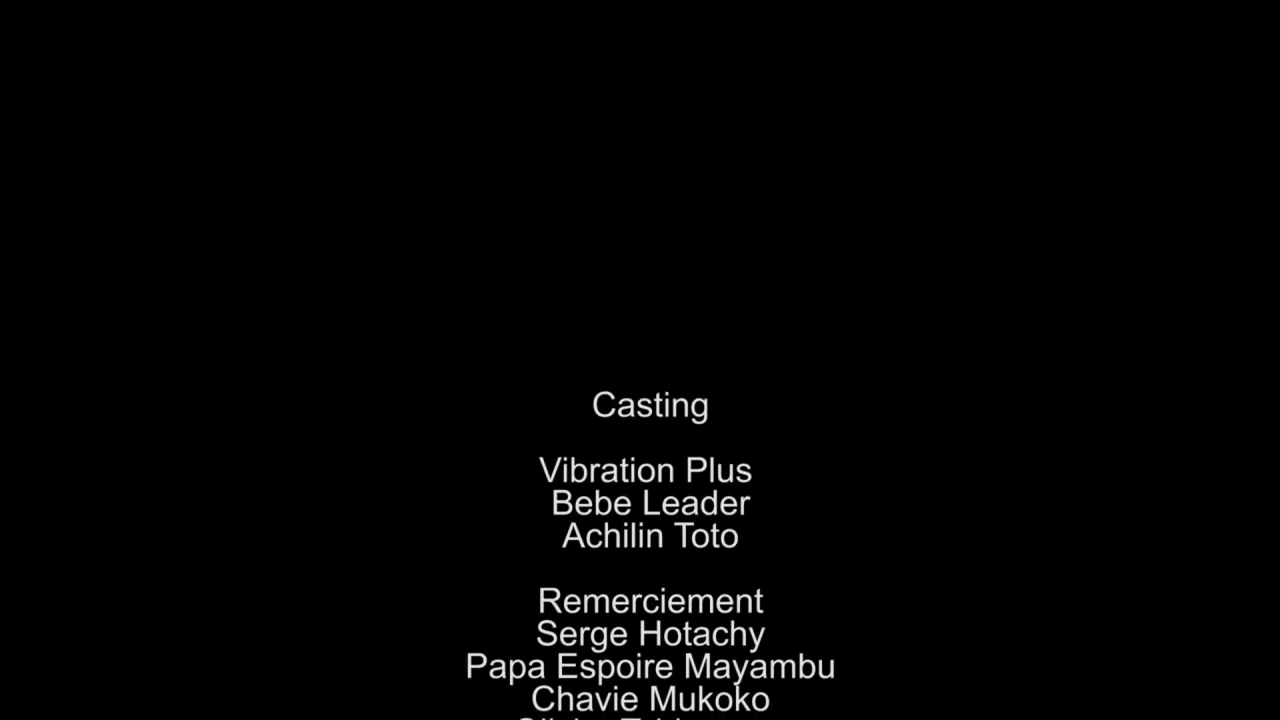 Casting
Vibration Plus
Bebe Leader
Achilin Toto
Remerciement
Serge Hotachy
Papa Espoire Mayambu
Chavie Mukoko